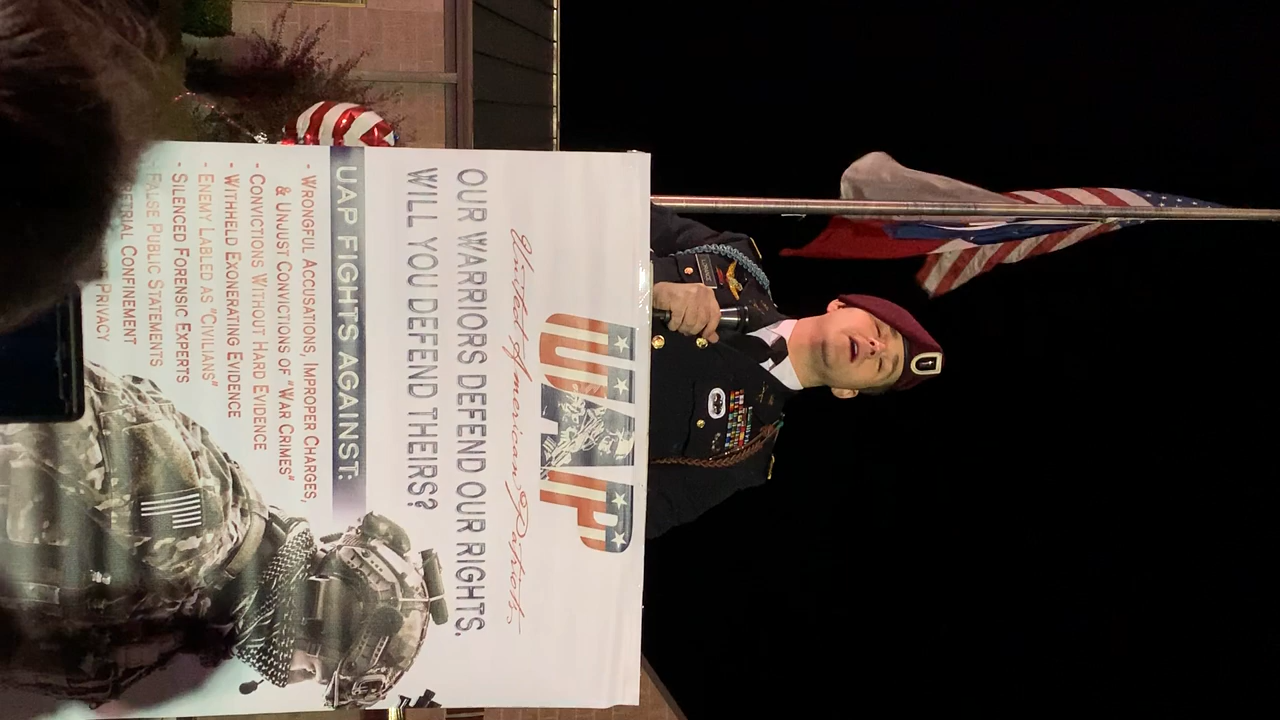 UAP
United American Patriots
OUR WARRIORS DEFEND OUR RIGHTS.
WILL YOU DEFEND THEIRS?
UAP FIGHTS AGAINST:
- WRONGFUL ACCUSATIONS, IMPROPER CHARGES,
& UNJUST CONVICTIONS OF "WAR CRIMES"
- CONVICTIONS WITHOUT HARD EVIDENCE
- WITHHELD EXONERATING EVIDENCE
- ENEMY LABLED AS "CIVILIANS"
- SILENCED FORENSIC EXPERTS
- FALSE PUBLIC STATEMENTS
CONFINEMENT
PRIVACY